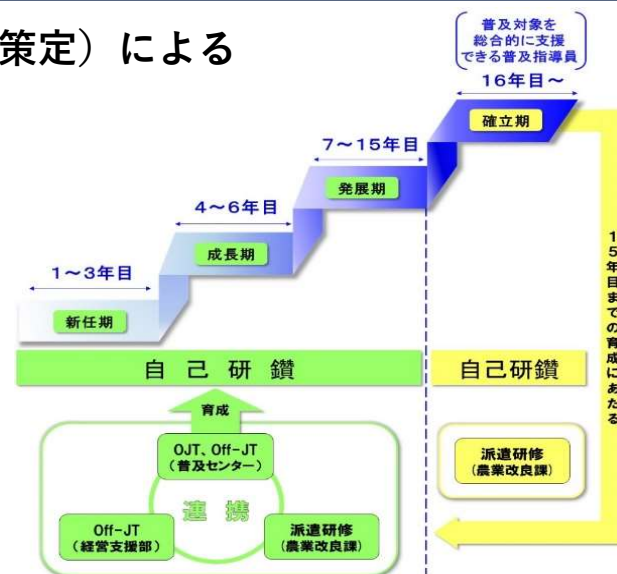 策定）による
普及対象を
総合的に支援
できる普及指導員
16年目～
確立期
7～15年目
発展期
4～6年目
成長期
1～3年目
新任期
15年目までの育成にあたる
自己研鑽
自己研鑽
育成
OJT、Off-JT
（普及センター）
連携
Off-JT
（経営支援部）
派遣研修
（農業改良課）
派遣研修
（農業改良課）